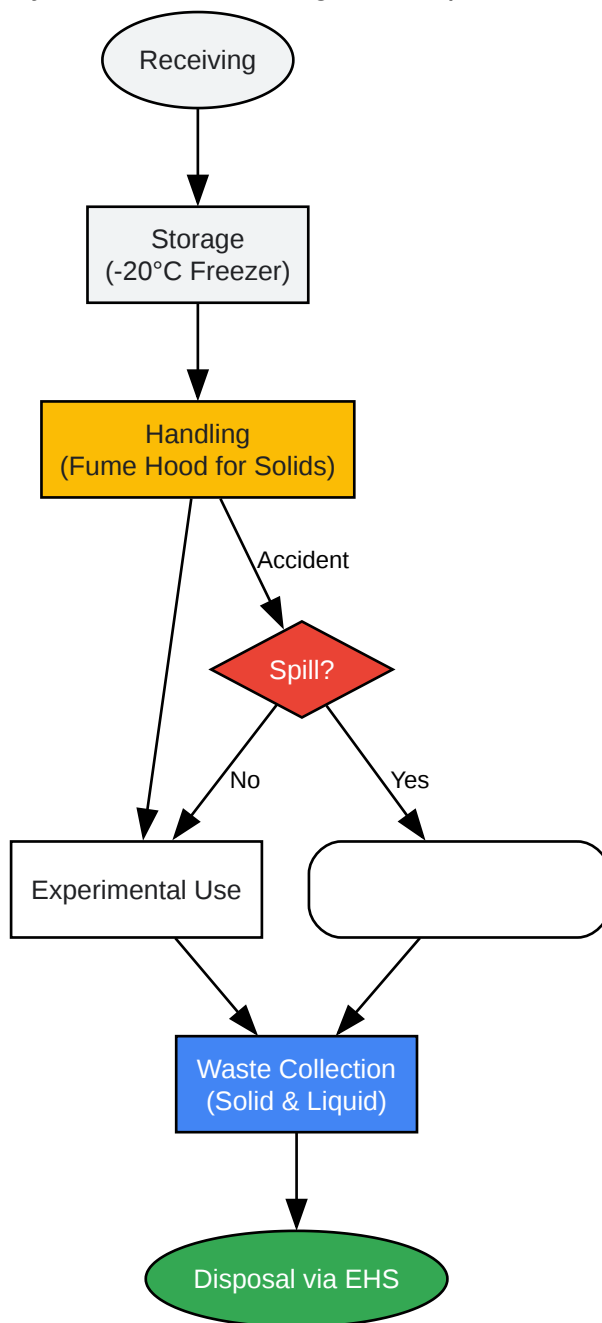 Receiving
Storage
(-20°C Freezer)
Handling
(Fume Hood for Solids)
Accident
Spill?
No
Yes
Experimental Use
Waste Collection
(Solid & Liquid)
Disposal via EHS